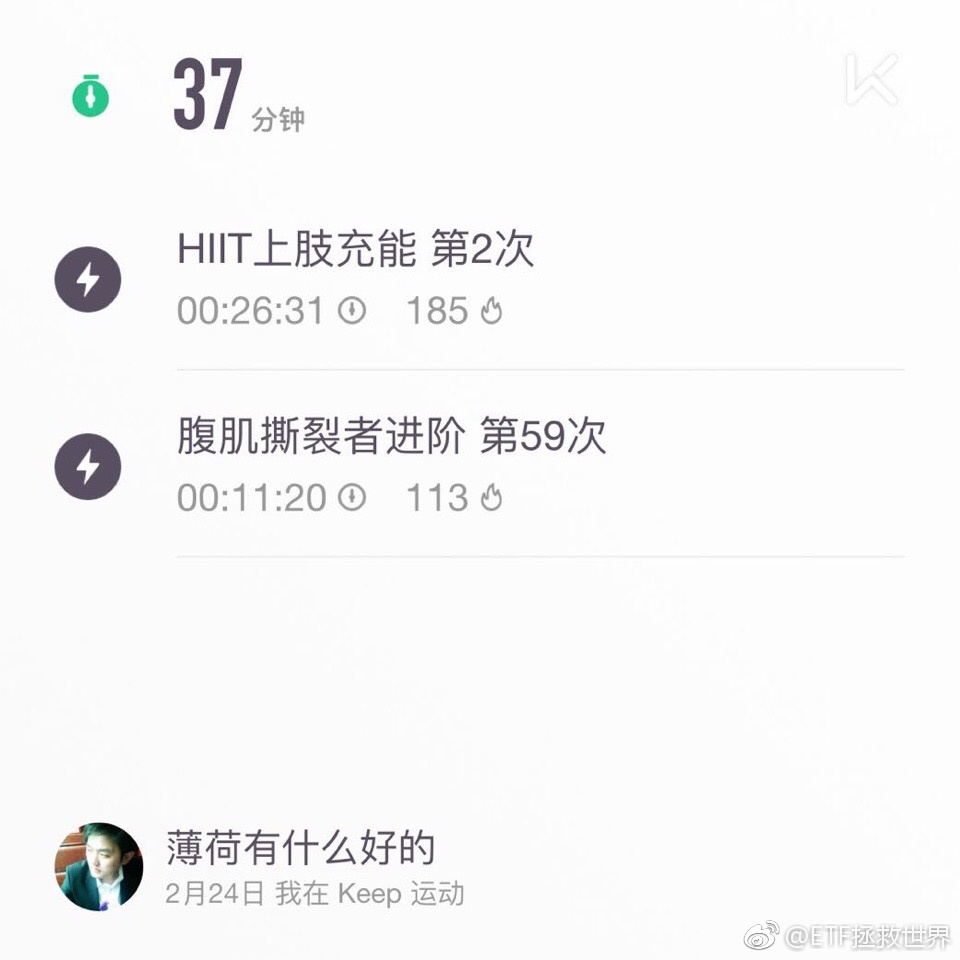 37 分钟
HIIT上肢充能 第2次
00:26:31 185
腹肌撕裂者进阶 第59次
00:11:20 113
薄荷有什么好的
2月24日 我在 Keep 运动
@ETF拯救世界